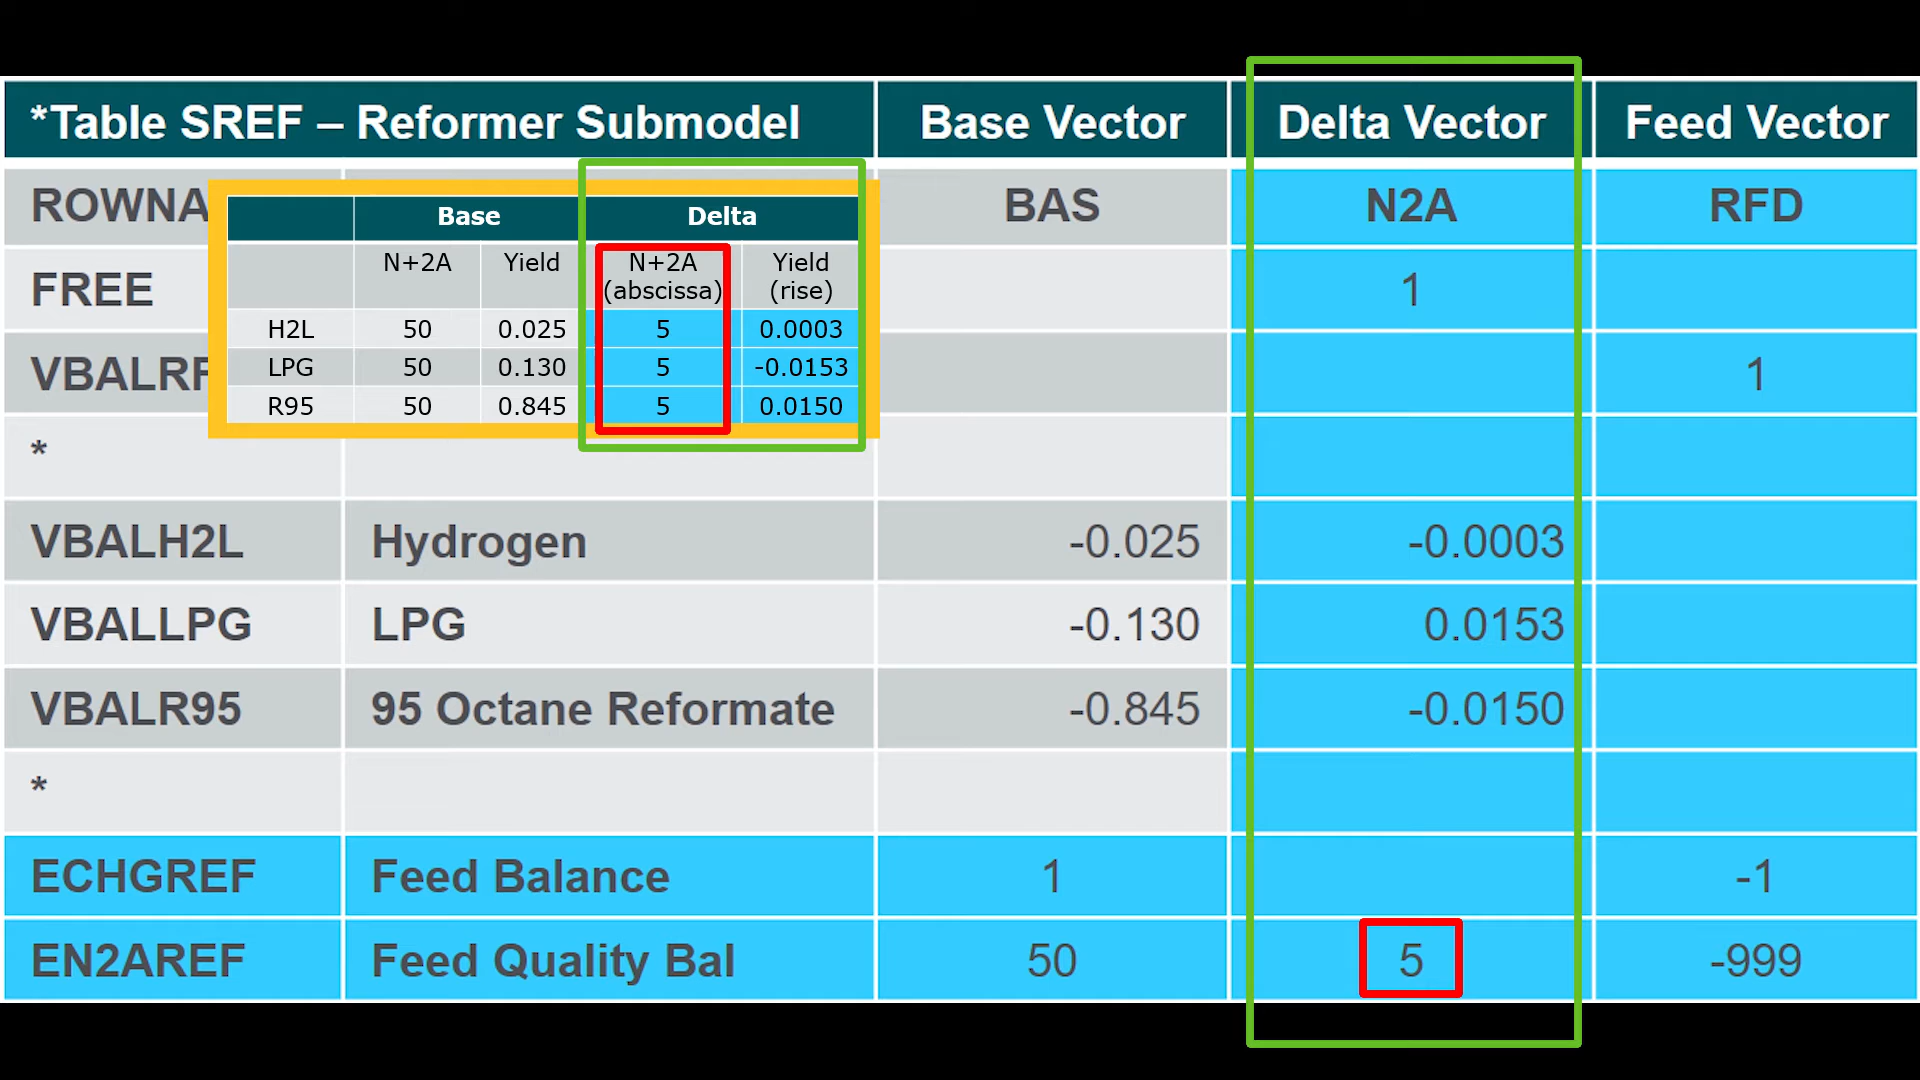 *Table SREF – Reformer Submodel Base Vector Delta Vector Feed Vector
ROWNA BAS N2A RFD
Base Delta
N+2A Yield N+2A (abscissa) Yield (rise)
H2L 50 0.025 5 0.0003
LPG 50 0.130 5 -0.0153
R95 50 0.845 5 0.0150
FREE 1
VBALRF 1
*
VBALH2L Hydrogen -0.025 -0.0003
VBALLPG LPG -0.130 0.0153
VBALR95 95 Octane Reformate -0.845 -0.0150
*
ECHGREF Feed Balance 1 -1
EN2AREF Feed Quality Bal 50 5 -999